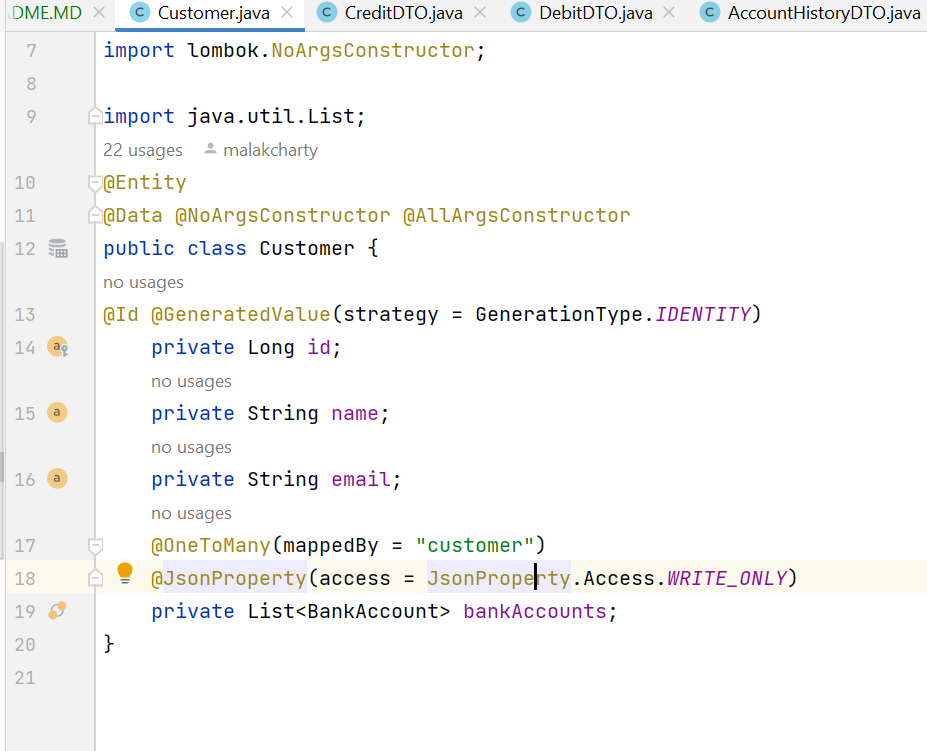 DME.MD × C Customer.java × C CreditDTO.java × C DebitDTO.java × C AccountHistoryDTO.java
7 import lombok.NoArgsConstructor;
8
9 import java.util.List;
22 usages malakcharty
10 @Entity
11 @Data @NoArgsConstructor @AllArgsConstructor
12 public class Customer {
no usages
13 @Id @GeneratedValue(strategy = GenerationType.IDENTITY)
14 a private Long id;
no usages
15 a private String name;
no usages
16 a private String email;
no usages
17 @OneToMany(mappedBy = "customer")
18 @JsonProperty(access = JsonProperty.Access.WRITE_ONLY)
19 private List<BankAccount> bankAccounts;
20 }
21